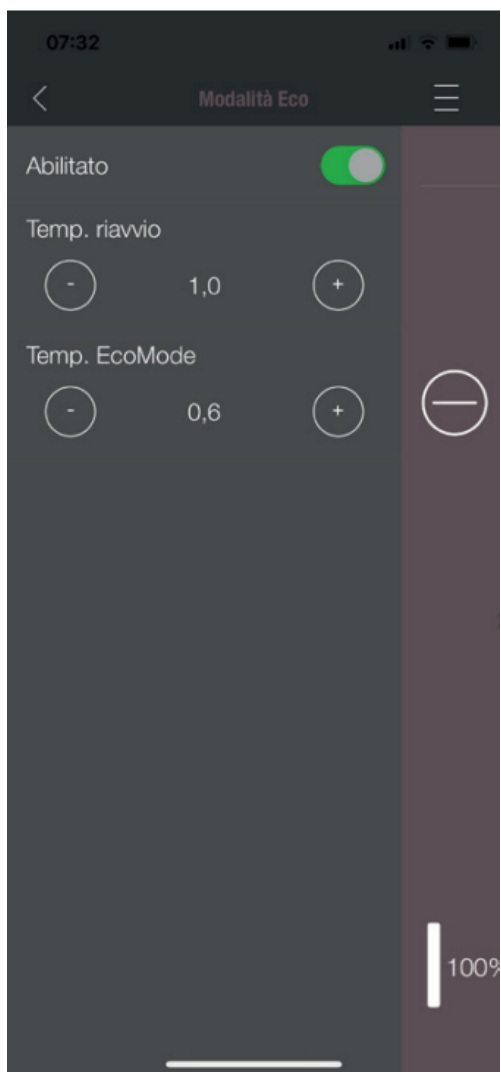 07:32
Modalità Eco
Abilitato
Temp. riavvio
- 1,0 +
Temp. EcoMode
- 0,6 +
100%